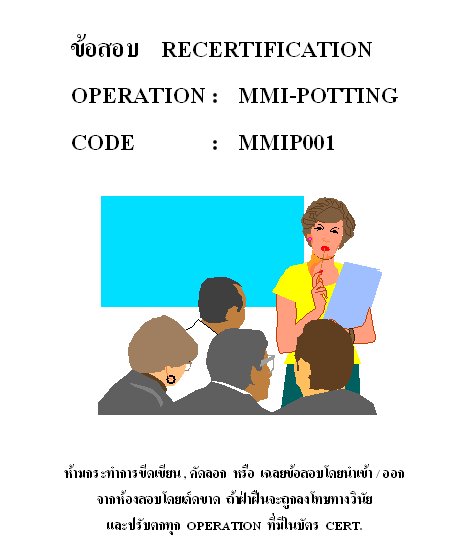 ข้อสอบ RECERTIFICATION
OPERATION : MMI-POTTING
CODE : MMIP001
ห้ามกระทำการขีดเขียน , คัดลอก หรือ เฉลยข้อสอบโดยนำเข้า / ออก
จากห้องสอบโดยเด็ดขาด ถ้าฝ่าฝืนจะถูกลงโทษทางวินัย
และปรับตกทุก OPERATION ที่มีในบัตร CERT.